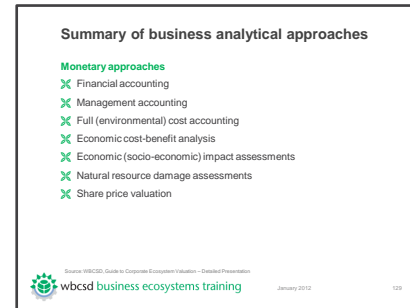 Summary of business analytical approaches
Monetary approaches
Financial accounting
Management accounting
Full (environmental) cost accounting
Economic cost-benefit analysis
Economic (socio-economic) impact assessments
Natural resource damage assessments
Share price valuation
Source: WBCSD, Guide to Corporate Ecosystem Valuation – Detailed Presentation
wbcsd business ecosystems training January 2012 129